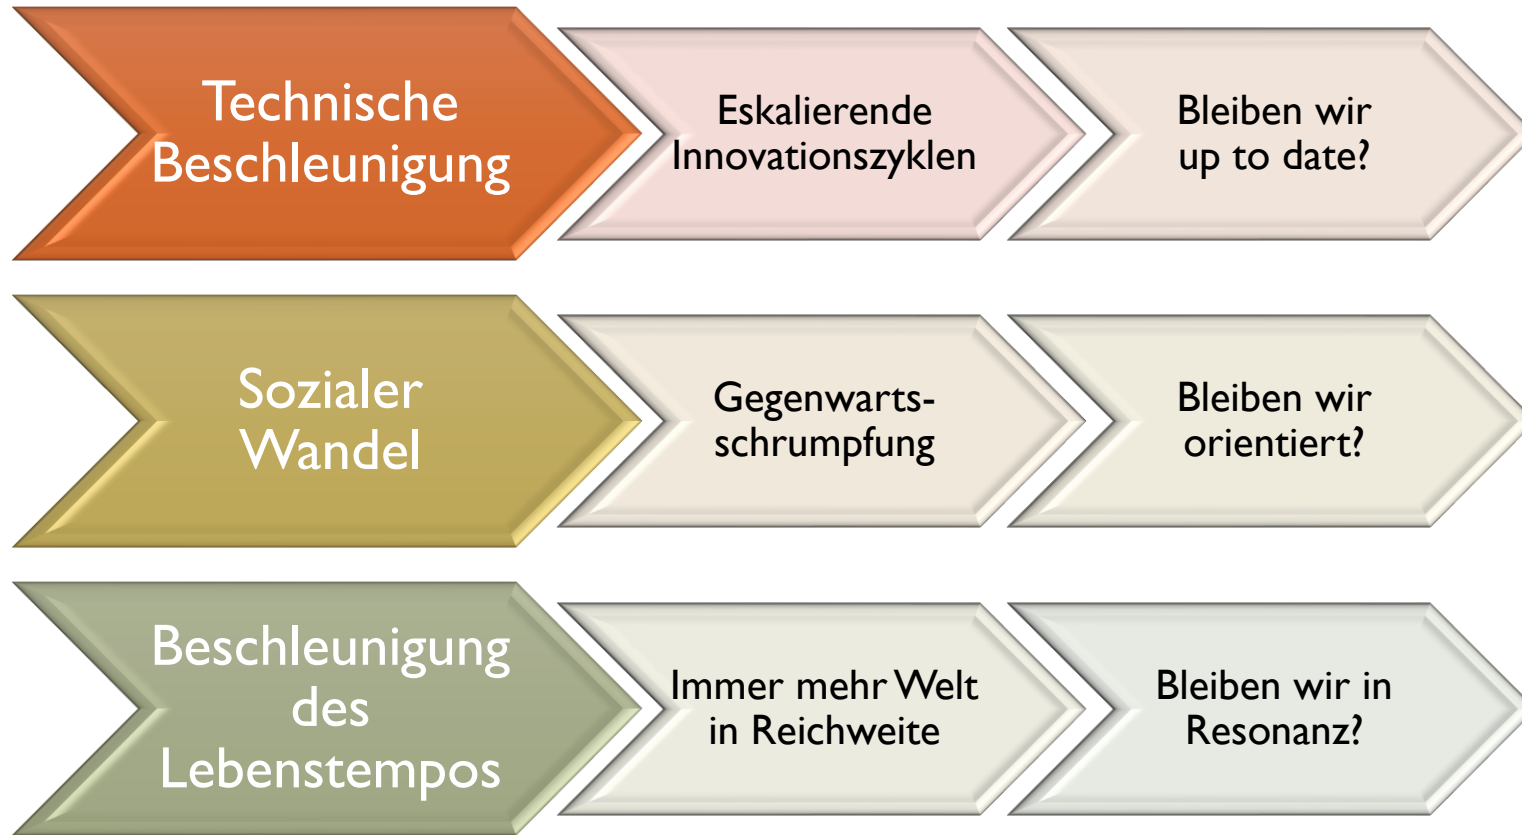 Technische
Beschleunigung
Eskalierende
Innovationszyklen
Bleiben wir
up to date?
Sozialer
Wandel
Gegenwarts-
schrumpfung
Bleiben wir
orientiert?
Beschleunigung
des
Lebenstempos
Immer mehr Welt
in Reichweite
Bleiben wir in
Resonanz?